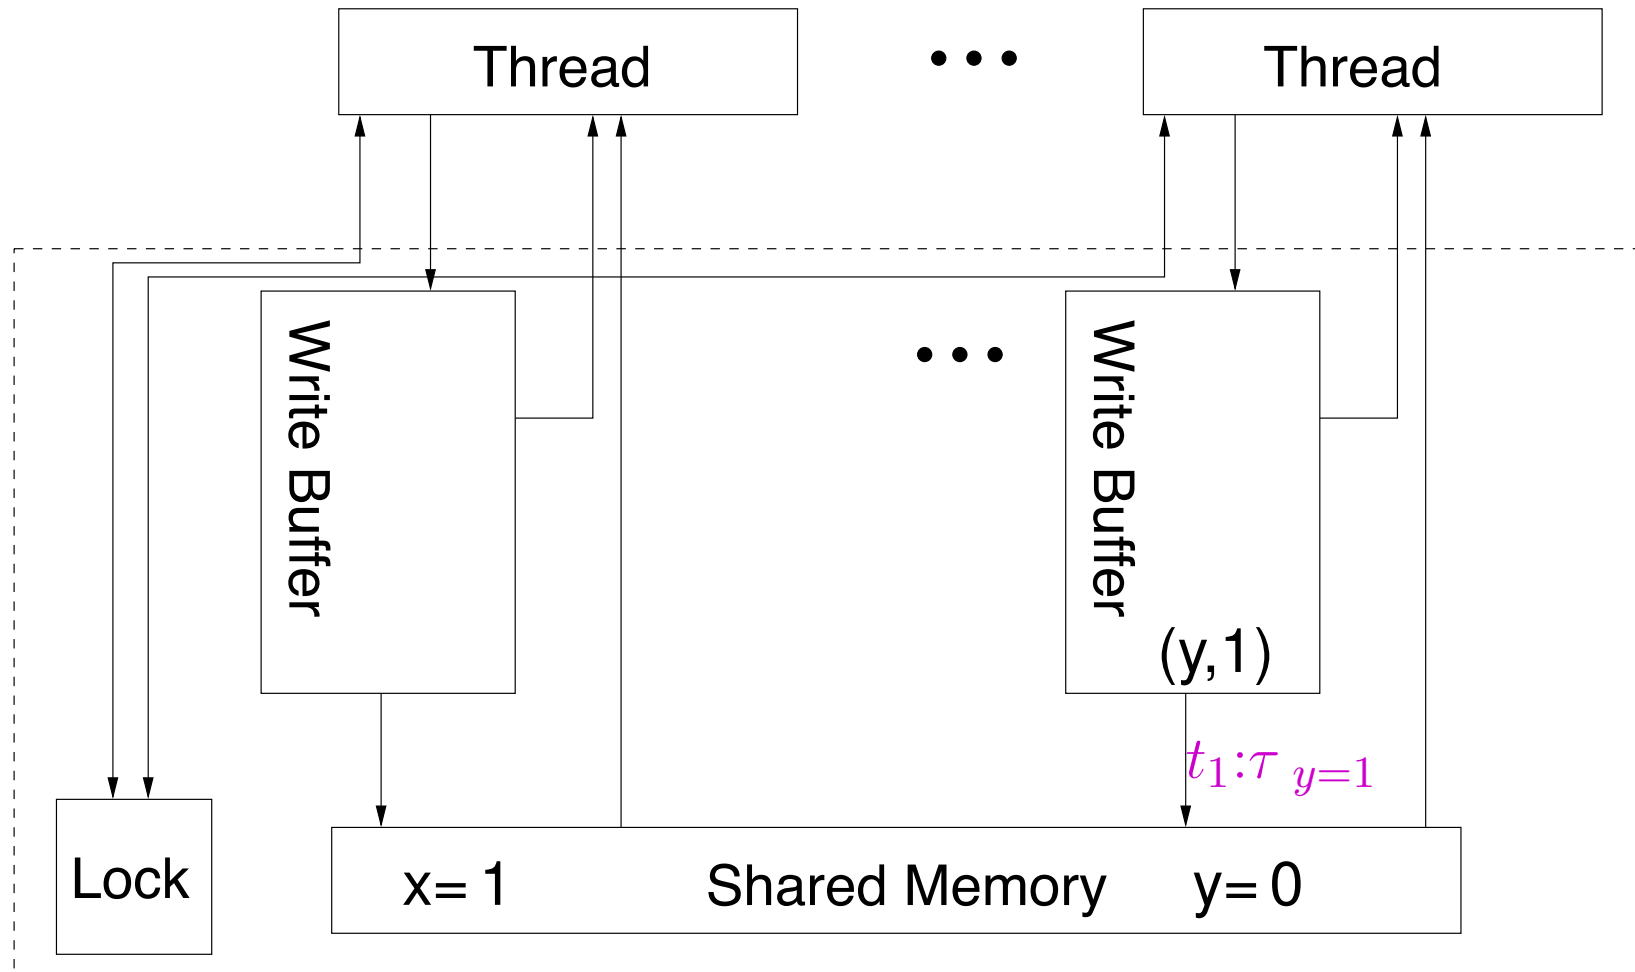 Thread
Thread
Write Buffer
Write Buffer
(y,1)
t₁:τ y=1
Lock
x= 1
Shared Memory
y= 0